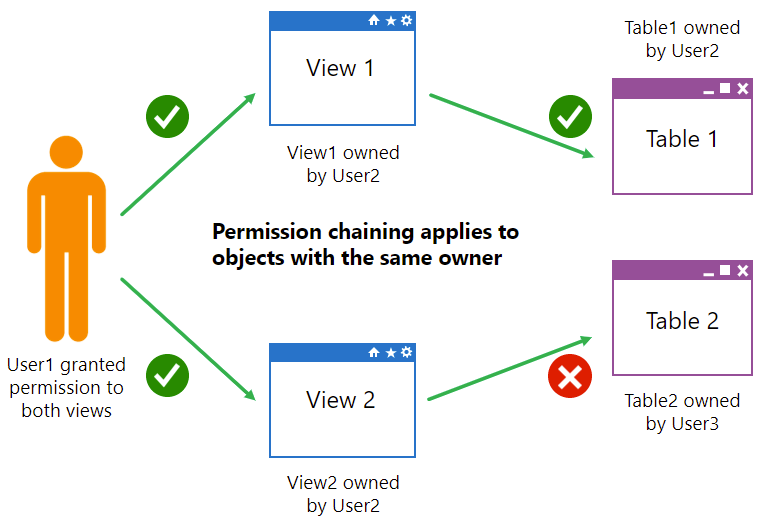 View 1
View1 owned
by User2
Table1 owned
by User2
Table 1
Permission chaining applies to
objects with the same owner
User1 granted
permission to
both views
View 2
View2 owned
by User2
Table 2
Table2 owned
by User3